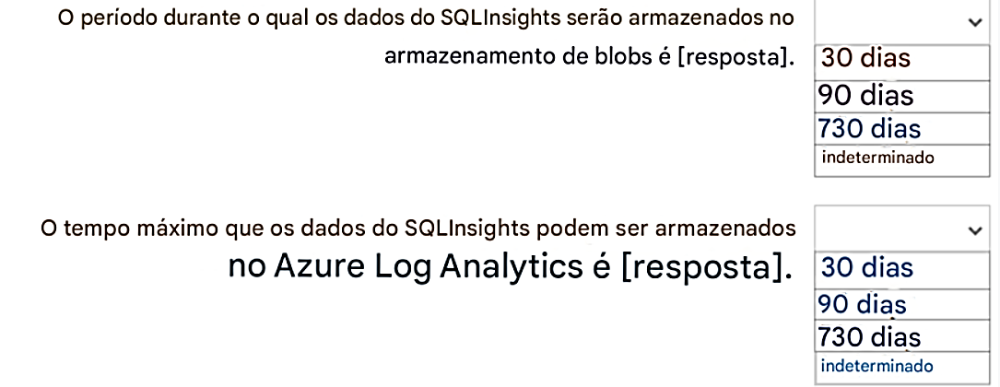 O período durante o qual os dados do SQLInsights serão armazenados no
armazenamento de blobs é [resposta].
30 dias
90 dias
730 dias
indeterminado
O tempo máximo que os dados do SQLInsights podem ser armazenados
no Azure Log Analytics é [resposta].
30 dias
90 dias
730 dias
indeterminado